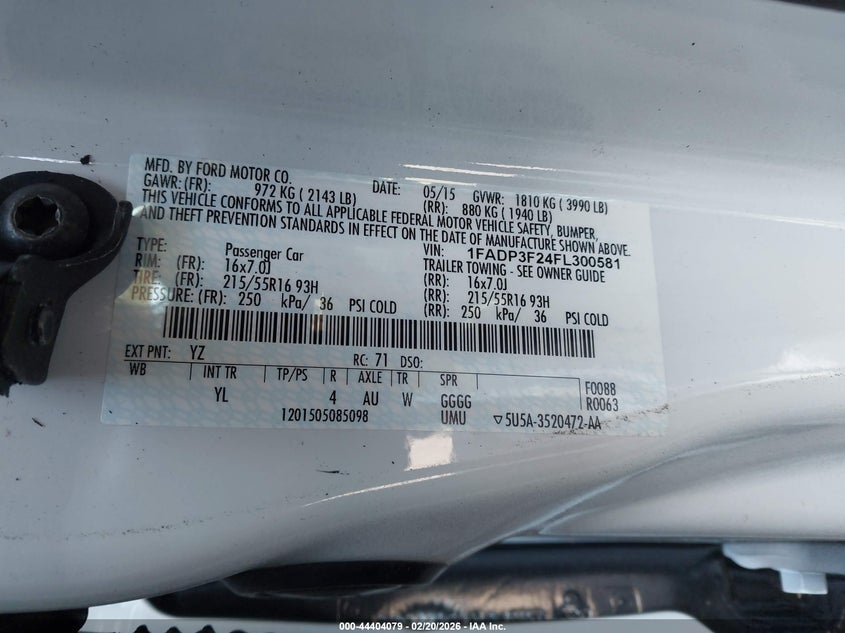 MFD. BY FORD MOTOR CO.
DATE: 05/15 GVWR: 1810 KG ( 3990 LB)
GAWR: (FR): 972 KG ( 2143 LB) (RR): 880 KG ( 1940 LB)
THIS VEHICLE CONFORMS TO ALL APPLICABLE FEDERAL MOTOR VEHICLE SAFETY, BUMPER,
AND THEFT PREVENTION STANDARDS IN EFFECT ON THE DATE OF MANUFACTURE SHOWN ABOVE.
VIN: 1FADP3F24FL300581
TYPE: Passenger Car TRAILER TOWING - SEE OWNER GUIDE
RIM: (FR): 16x7.0J (RR): 16x7.0J
TIRE: (FR): 215/55R16 93H (RR): 215/55R16 93H
PRESSURE: (FR): 250 kPa/ 36 PSI COLD (RR): 250 kPa/ 36 PSI COLD
EXT PNT: YZ RC: 71 DSO:
WB INT TR TP/PS R AXLE TR SPR F0088
YL 4 AU W GGGG R0063
1201505085098 UMU ▽5U5A-3520472-AA
000-44404079 - 02/20/2026 - IAA Inc.